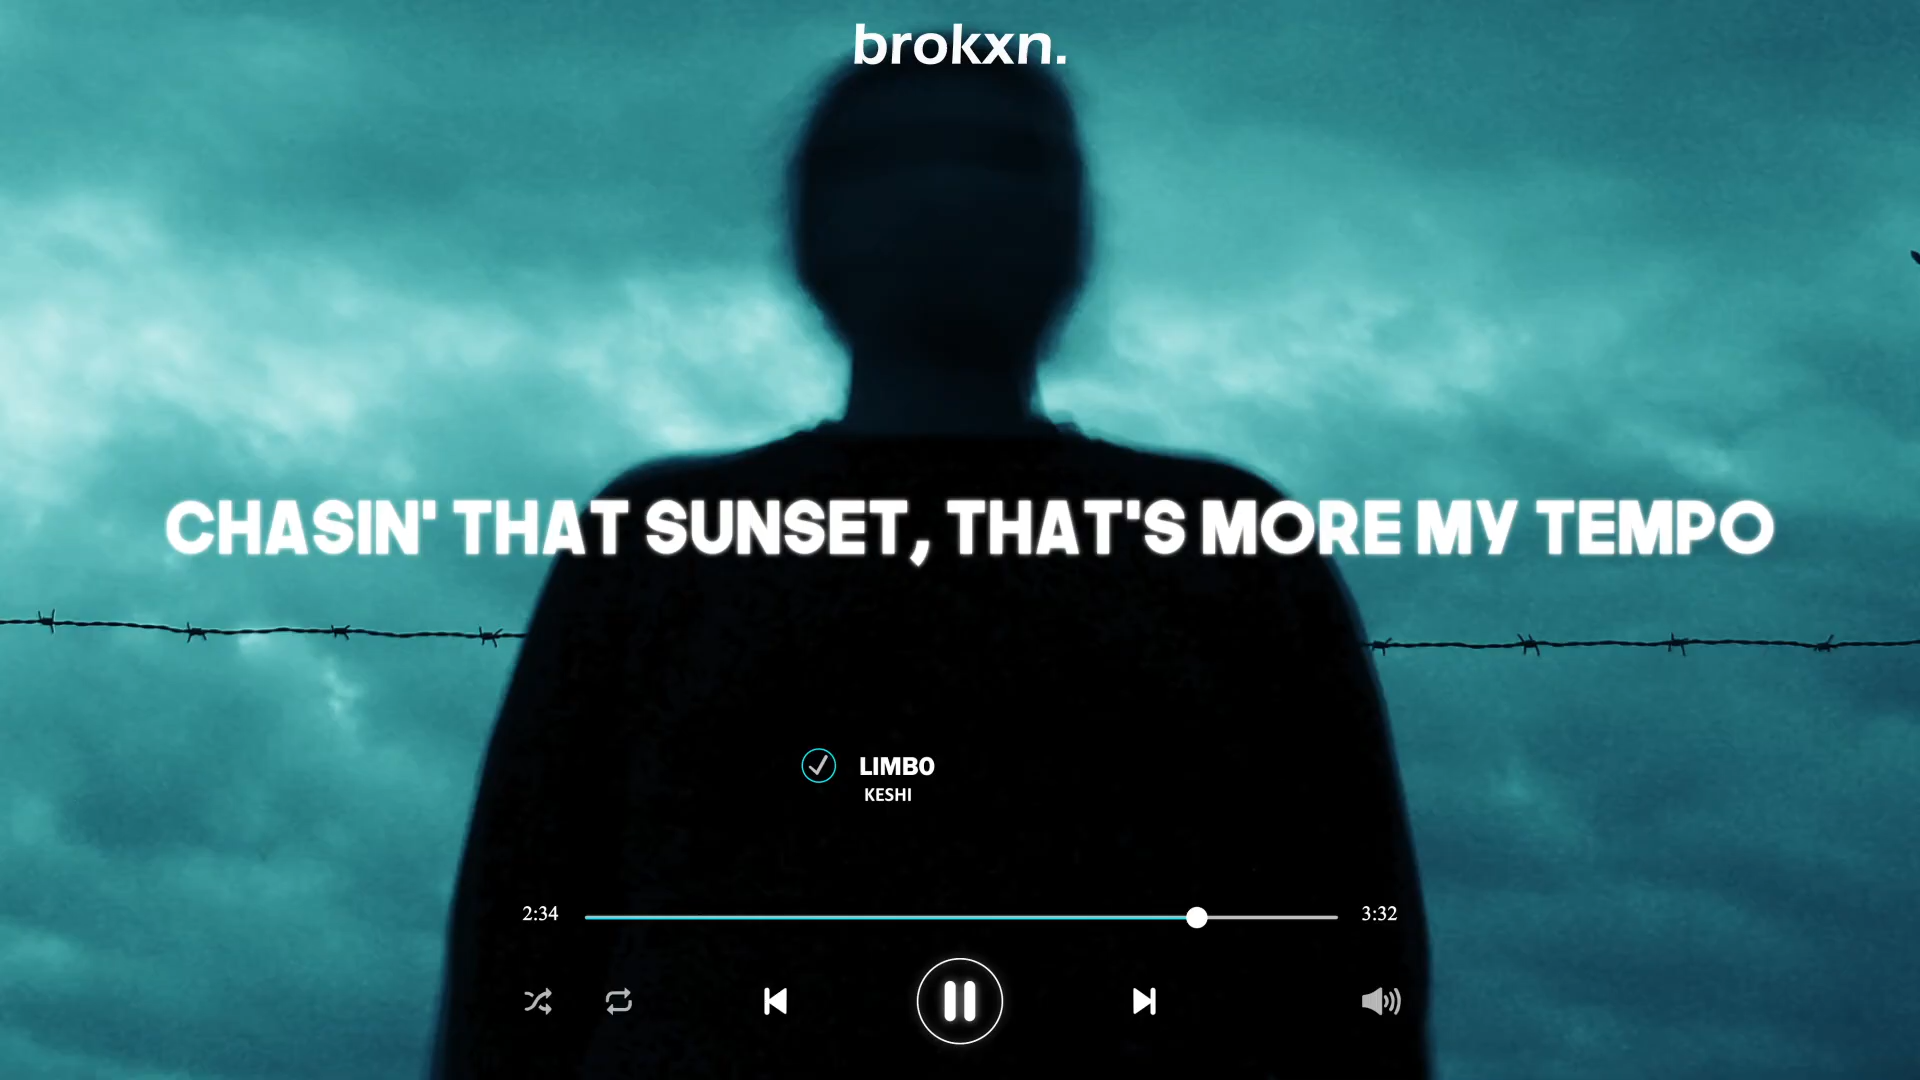 brokxn.
CHASIN' THAT SUNSET, THAT'S MORE MY TEMPO
LIMBO
KESHI
2:34
3:32